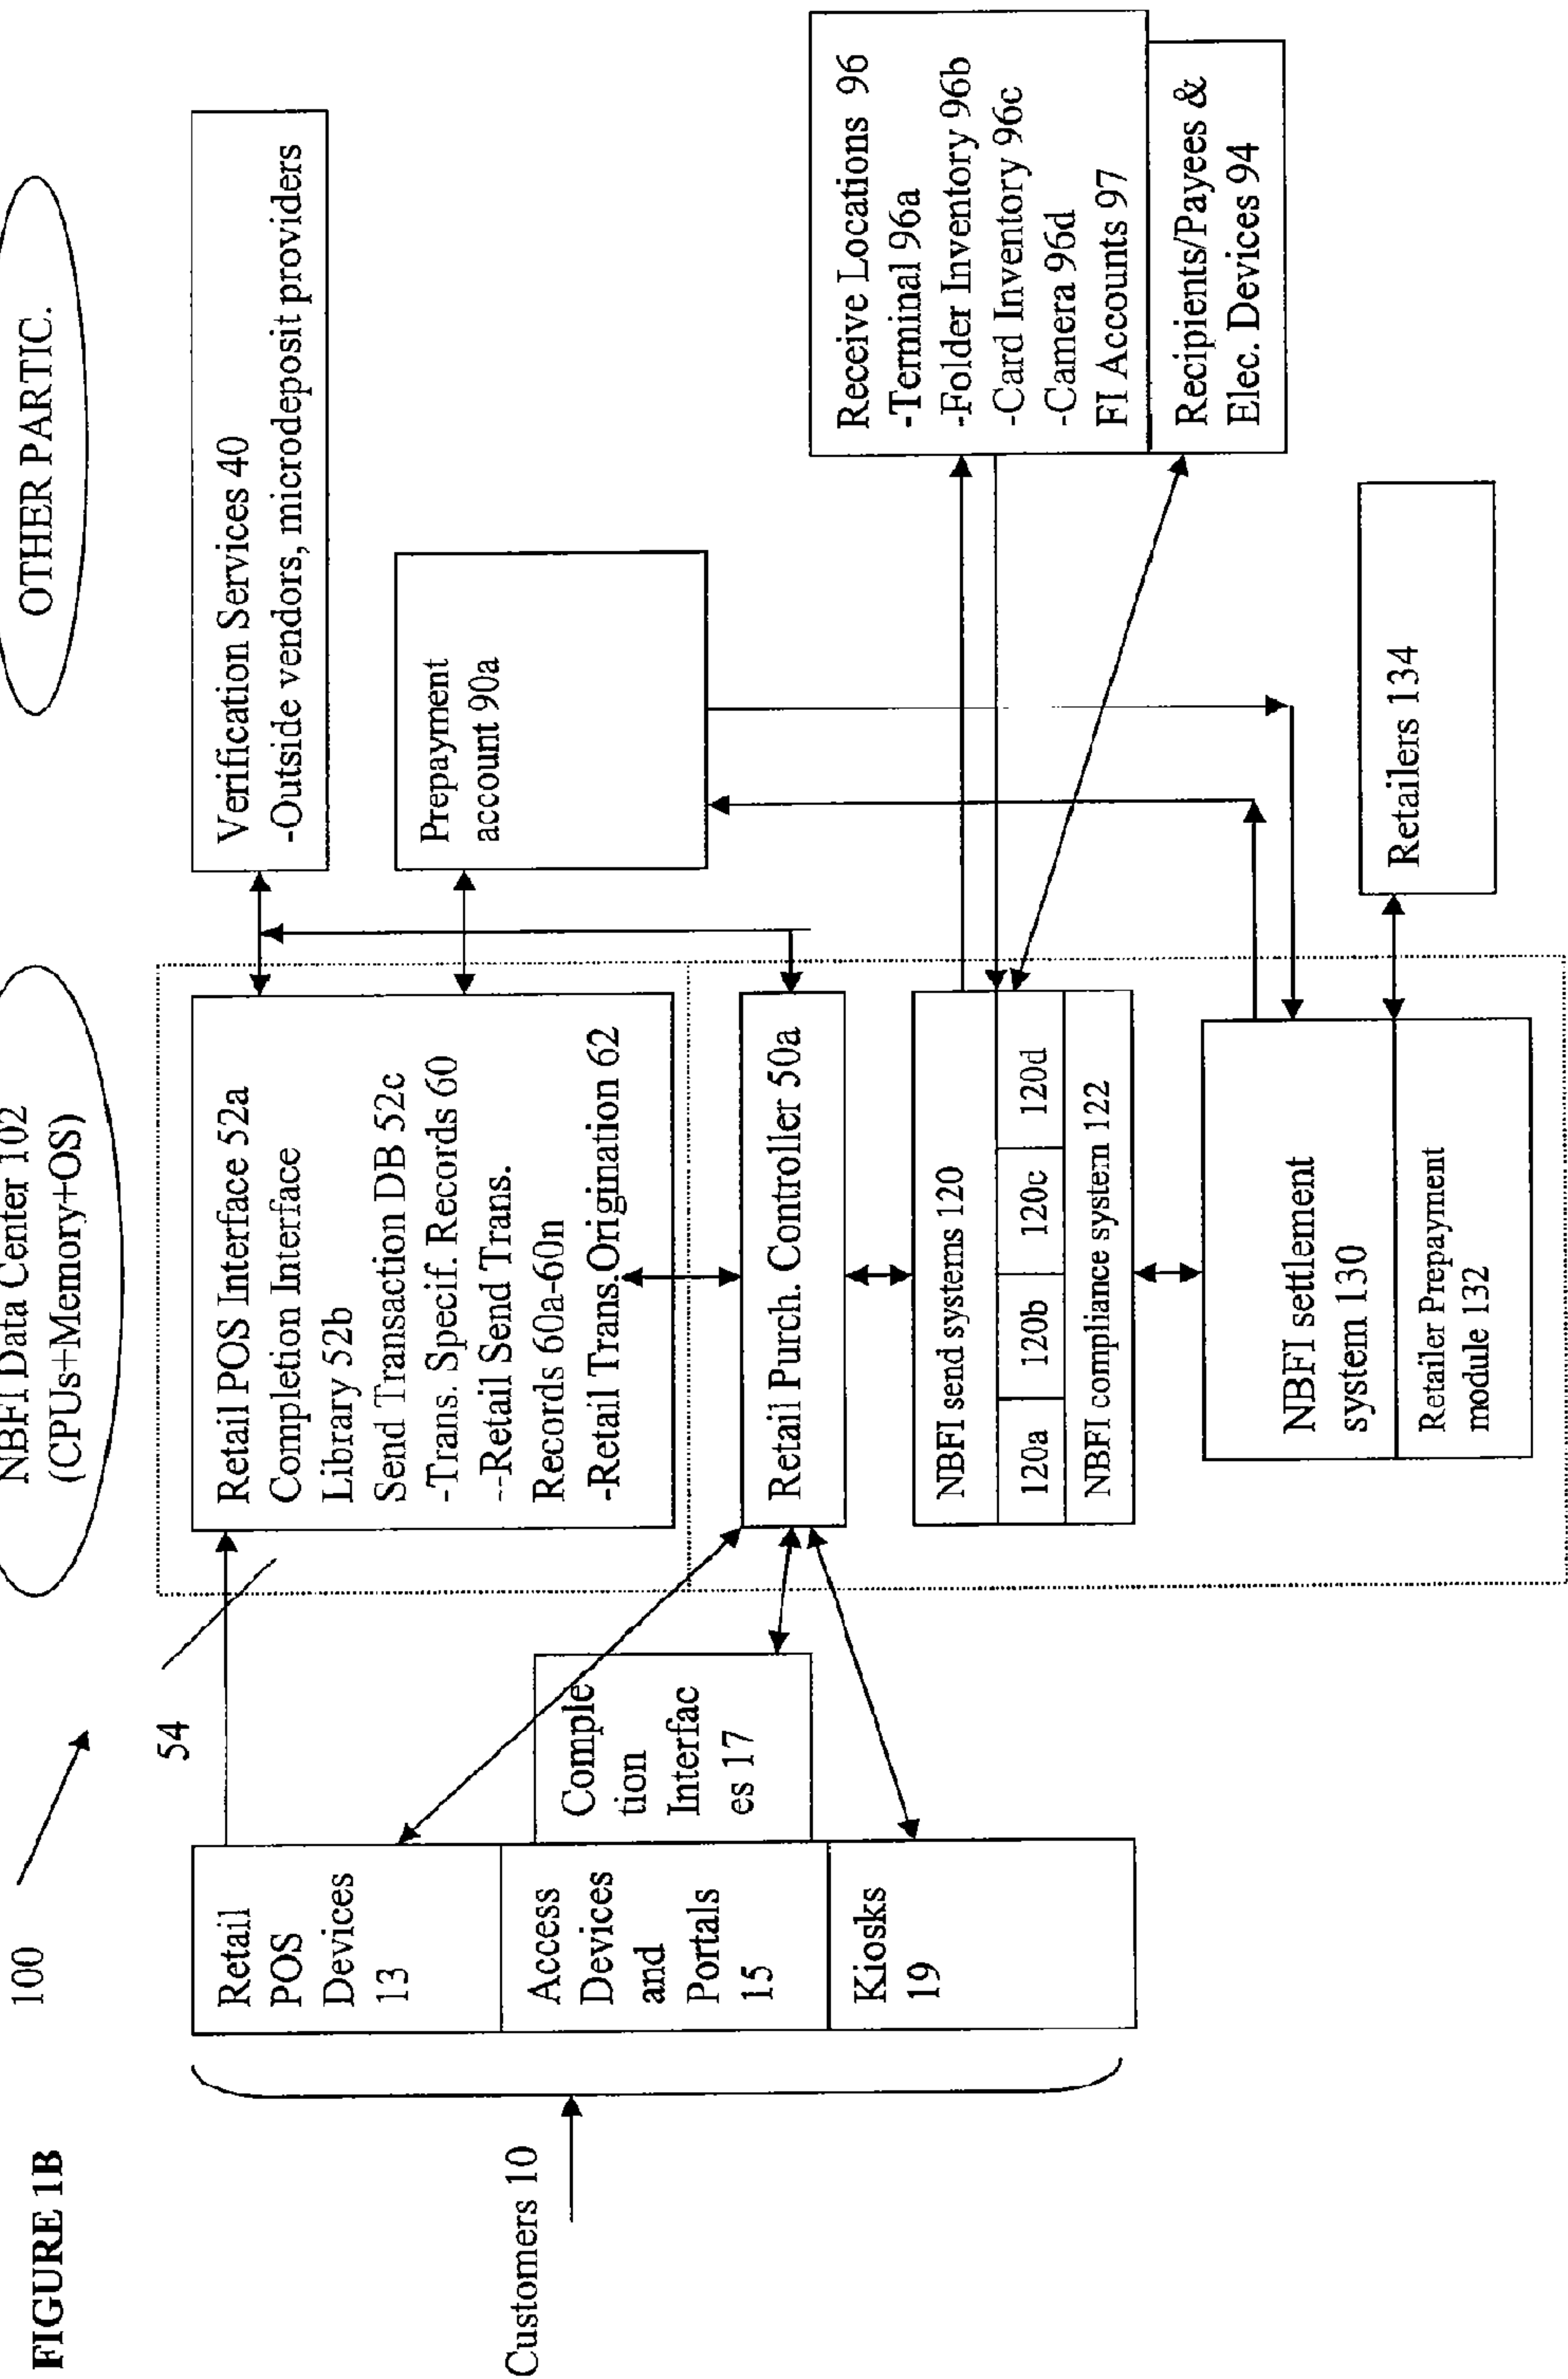 FIGURE 1B
100
54
Customers 10
Retail
POS
Devices
13
Access
Devices
and
Portals
15
Kiosks
19
Comple
tion
Interfac
es 17
NBFI Data Center 102
(CPUs+Memory+OS)
Retail POS Interface 52a
Completion Interface
Library 52b
Send Transaction DB 52c
-Trans. Specif. Records 60
--Retail Send Trans.
Records 60a-60n
-Retail Trans.Origination 62
Retail Purch. Controller 50a
NBFI send systems 120
120a 120b 120c 120d
NBFI compliance system 122
NBFI settlement
system 130
Retailer Prepayment
module 132
OTHER PARTIC.
Verification Services 40
-Outside vendors, microdeposit providers
Prepayment
account 90a
Receive Locations 96
-Terminal 96a
-Folder Inventory 96b
-Card Inventory 96c
-Camera 96d
FI Accounts 97
Recipients/Payees &
Elec. Devices 94
Retailers 134